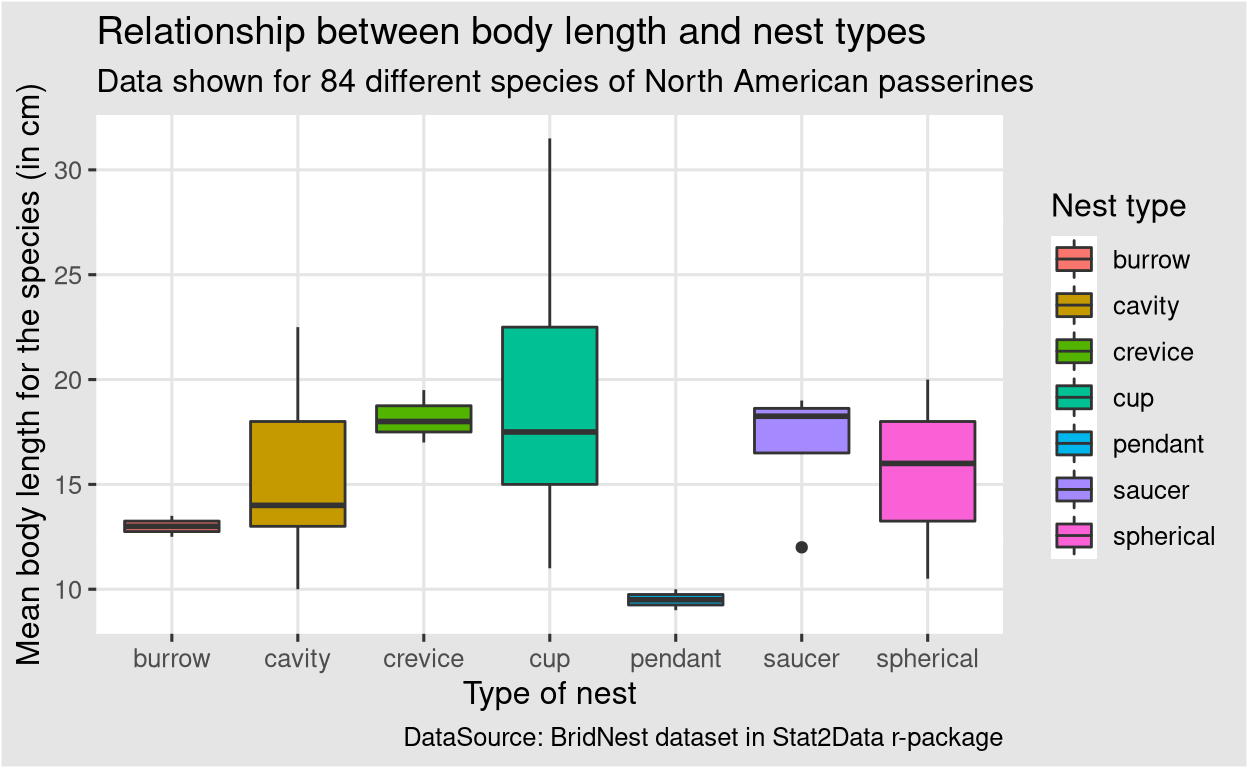 Relationship between body length and nest types
Data shown for 84 different species of North American passerines
Mean body length for the species (in cm)
30
25
20
15
10
burrow cavity crevice cup pendant saucer spherical
Type of nest
Nest type
burrow
cavity
crevice
cup
pendant
saucer
spherical
DataSource: BridNest dataset in Stat2Data r-package